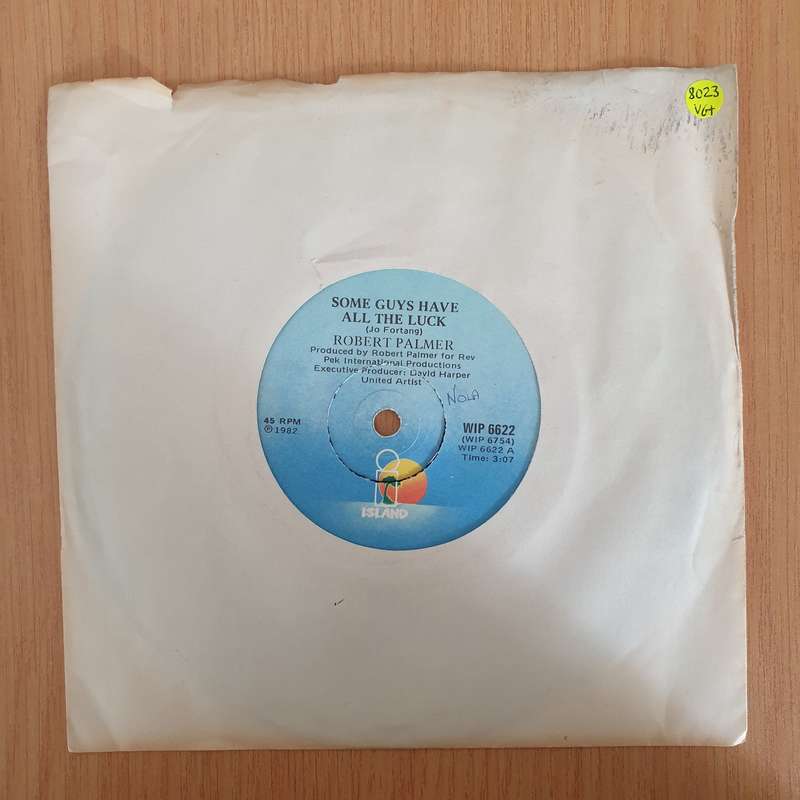 8023
VG+
SOME GUYS HAVE
ALL THE LUCK
(Jo Fortang)
ROBERT PALMER
Produced by Robert Palmer for Rev
Pek International Productions
Executive Producer: David Harper
United Artist
NOLA
45 RPM
℗ 1982
WIP 6622
(WIP 6754)
WIP 6622 A
Time: 3:07
ISLAND